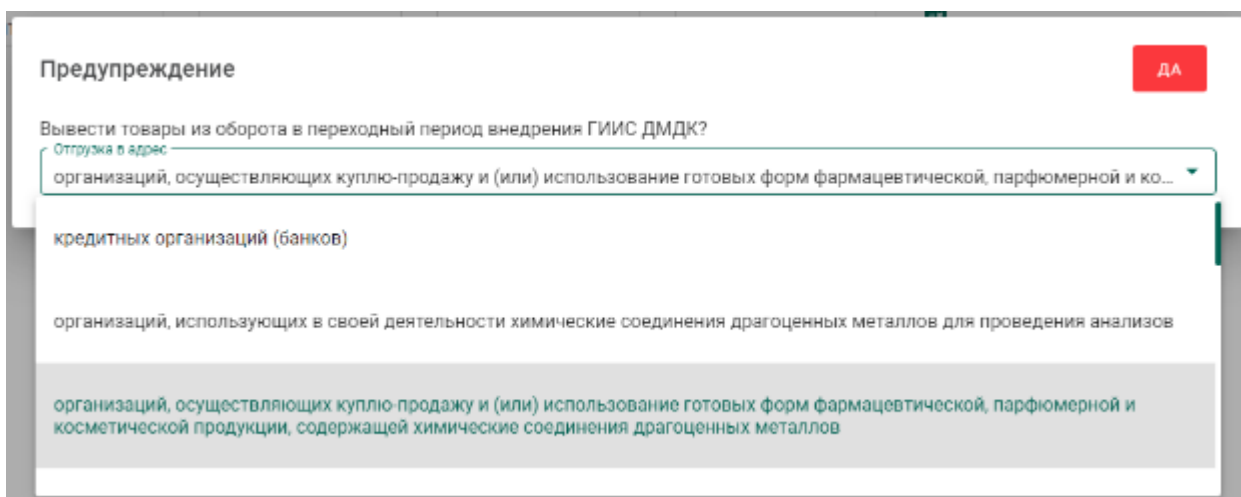 Предупреждение
ДА
Вывести товары из оборота в переходный период внедрения ГИИС ДМДК?
Отгрузка в адрес
организаций, осуществляющих куплю-продажу и (или) использование готовых форм фармацевтической, парфюмерной и ко...
кредитных организаций (банков)
организаций, использующих в своей деятельности химические соединения драгоценных металлов для проведения анализов
организаций, осуществляющих куплю-продажу и (или) использование готовых форм фармацевтической, парфюмерной и
косметической продукции, содержащей химические соединения драгоценных металлов